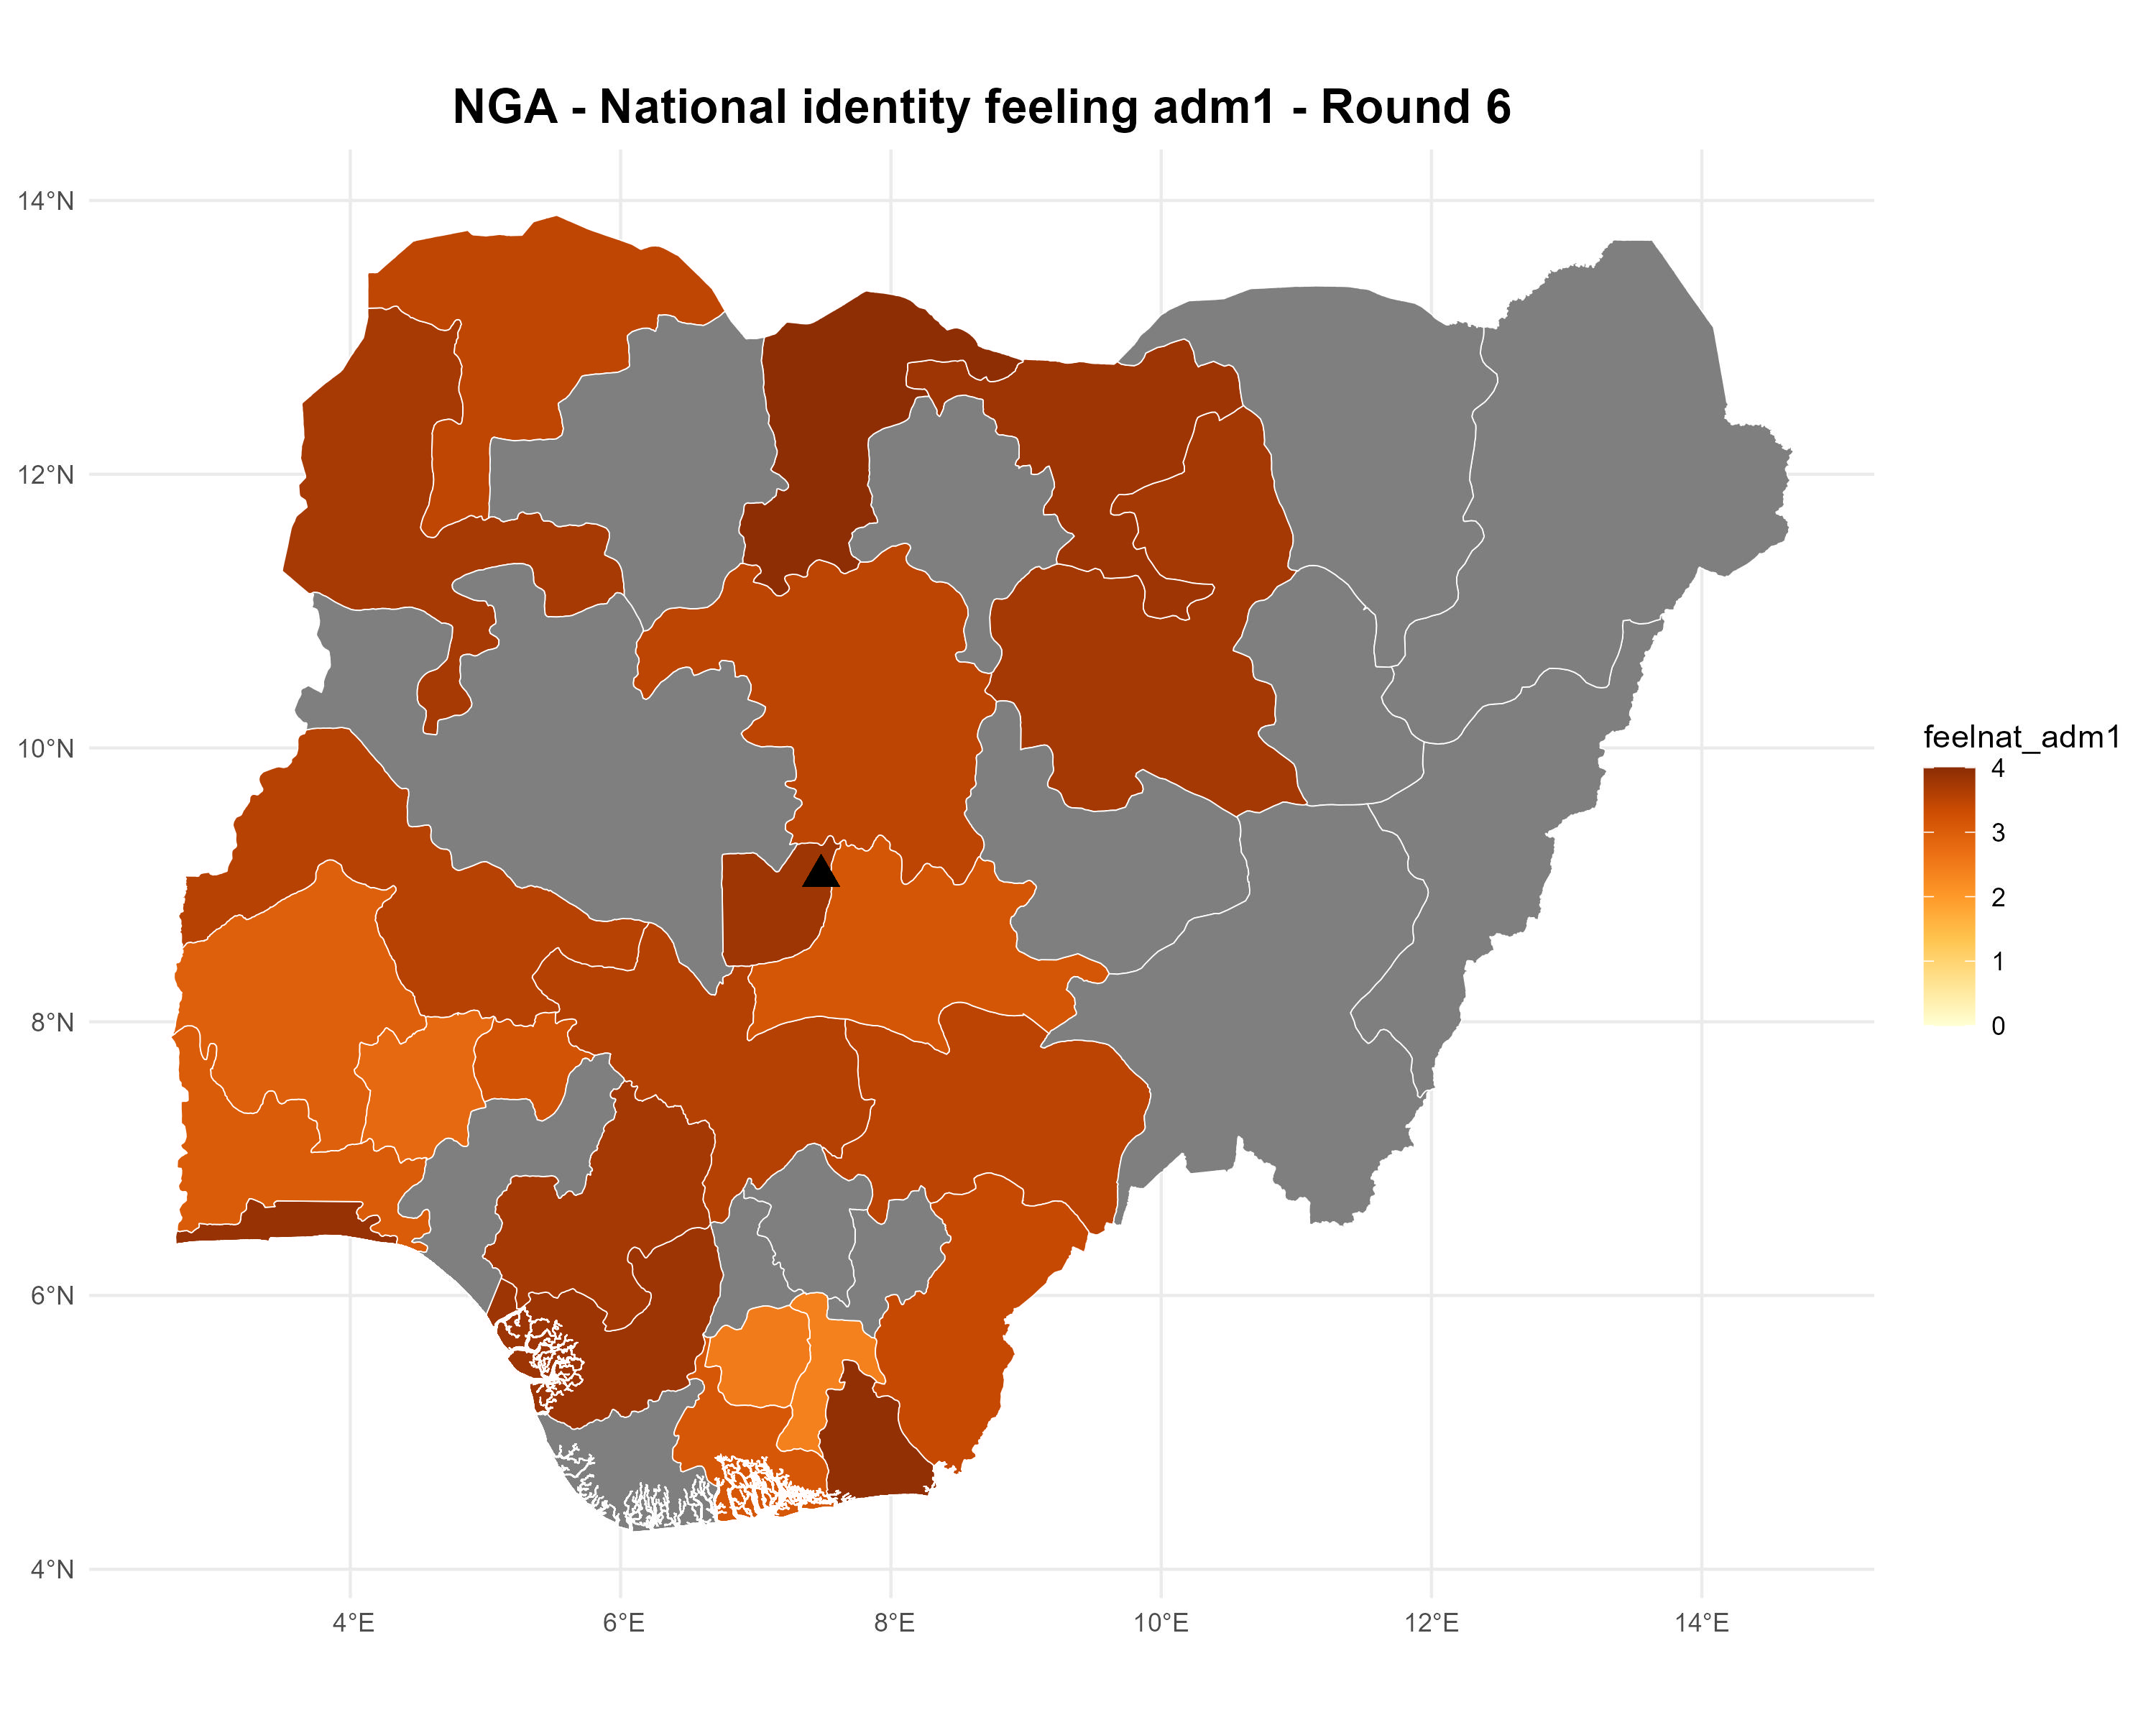 NGA - National identity feeling adm1 - Round 6
14°N
12°N
10°N
8°N
6°N
4°N
4°E
6°E
8°E
10°E
12°E
14°E
feelnat_adm1
4
3
2
1
0